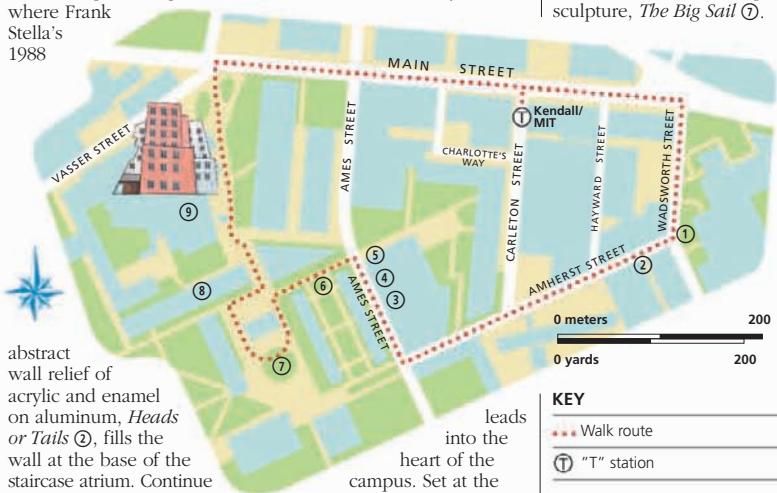 where Frank
Stella's
1988
sculpture, The Big Sail ⑦.
MAIN STREET
Ⓣ Kendall/
MIT
VASSER STREET
AMES STREET
CHARLOTTE'S
WAY
CARLETON STREET
HAYWARD STREET
WADSWORTH STREET
⑨
①
②
AMHERST STREET
⑤
④
③
⑥
⑧
AMES STREET
⑦
0 meters 200
0 yards 200
abstract
wall relief of
acrylic and enamel
on aluminum, Heads
or Tails ②, fills the
wall at the base of the
staircase atrium. Continue
leads
into the
heart of the
campus. Set at the
KEY
Walk route
Ⓣ "T" station